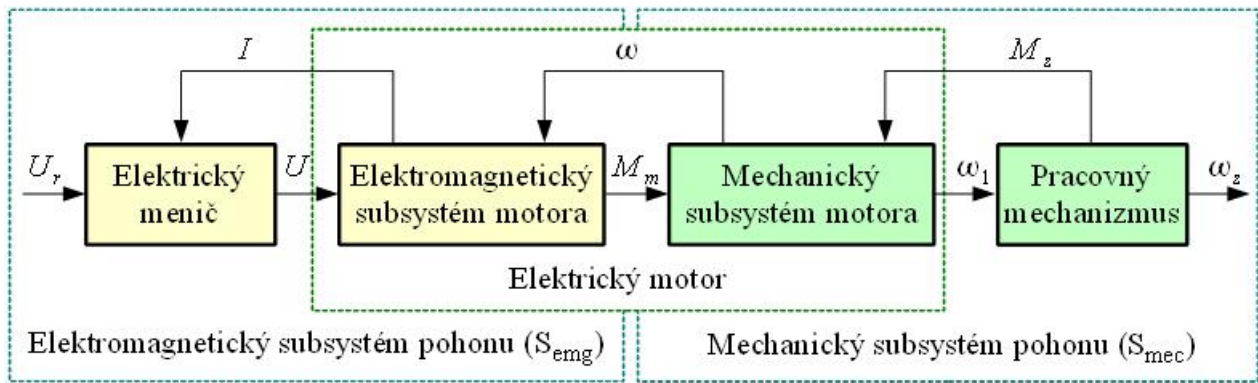 I
ω
M_z
U_r
Elektrický
menič
U
Elektromagnetický
subsystém motora
M_m
Mechanický
subsystém motora
ω_1
Pracovný
mechanizmus
ω_z
Elektrický motor
Elektromagnetický subsystém pohonu (S_emg)
Mechanický subsystém pohonu (S_mec)